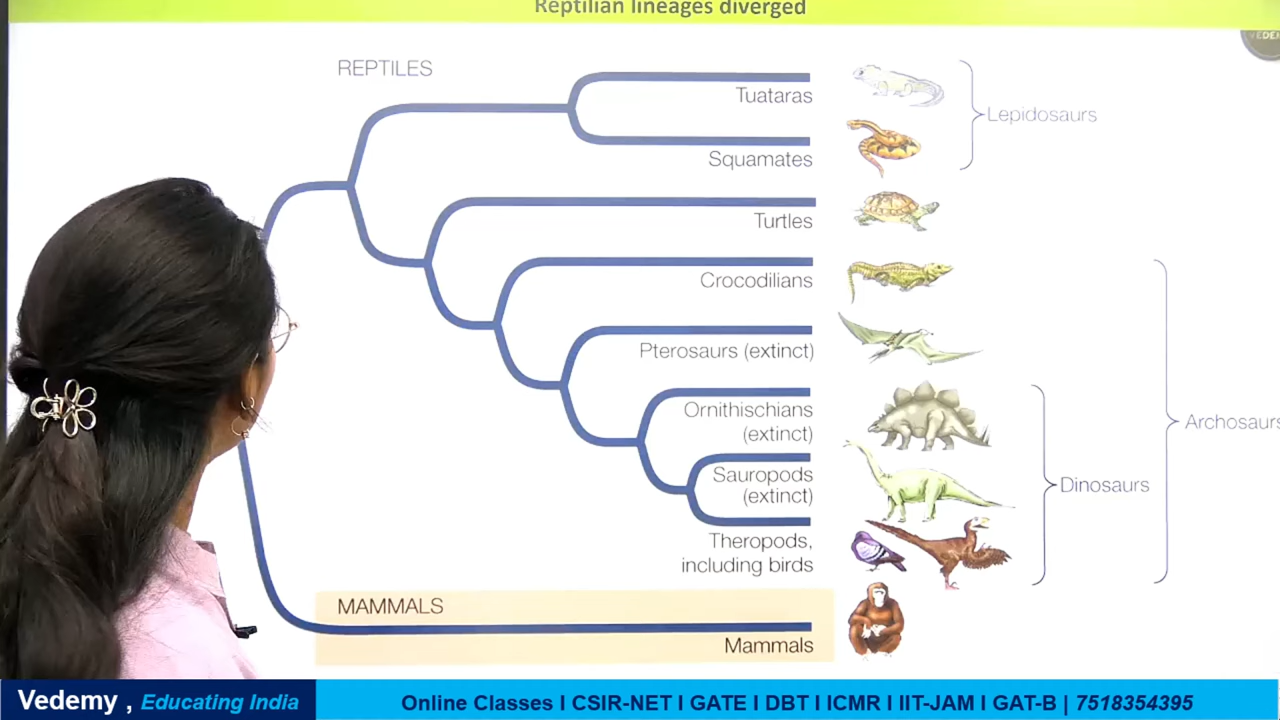 Reptilian lineages diverged
REPTILES
Tuataras
Lepidosaurs
Squamates
Turtles
Crocodilians
Pterosaurs (extinct)
Ornithischians
(extinct)
Archosaurs
Sauropods
(extinct)
Dinosaurs
Theropods,
including birds
MAMMALS
Mammals
Vedemy , Educating India
Online Classes I CSIR-NET I GATE I DBT I ICMR I IIT-JAM I GAT-B | 7518354395